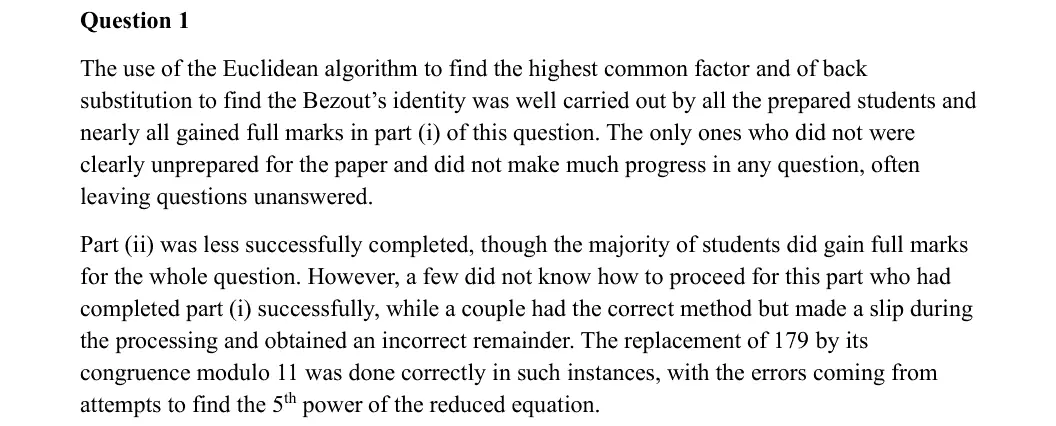 Question 1
The use of the Euclidean algorithm to find the highest common factor and of back
substitution to find the Bezout’s identity was well carried out by all the prepared students and
nearly all gained full marks in part (i) of this question. The only ones who did not were
clearly unprepared for the paper and did not make much progress in any question, often
leaving questions unanswered.
Part (ii) was less successfully completed, though the majority of students did gain full marks
for the whole question. However, a few did not know how to proceed for this part who had
completed part (i) successfully, while a couple had the correct method but made a slip during
the processing and obtained an incorrect remainder. The replacement of 179 by its
congruence modulo 11 was done correctly in such instances, with the errors coming from
attempts to find the 5th power of the reduced equation.